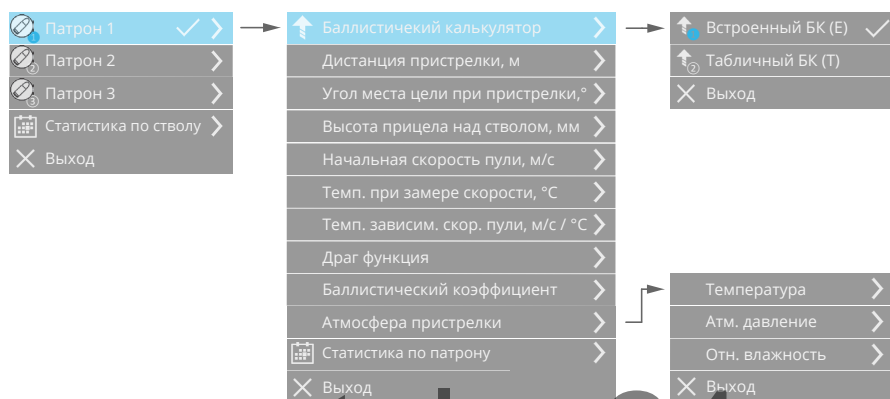 Патрон 1
Патрон 2
Патрон 3
Статистика по стволу
Выход
Баллистичекий калькулятор
Дистанция пристрелки, м
Угол места цели при пристрелки,°
Высота прицела над стволом, мм
Начальная скорость пули, м/с
Темп. при замере скорости, °С
Темп. зависим. скор. пули, м/с / °С
Драг функция
Баллистический коэффициент
Атмосфера пристрелки
Статистика по патрону
Выход
Встроенный БК (Е)
Табличный БК (Т)
Выход
Температура
Атм. давление
Отн. влажность
Выход